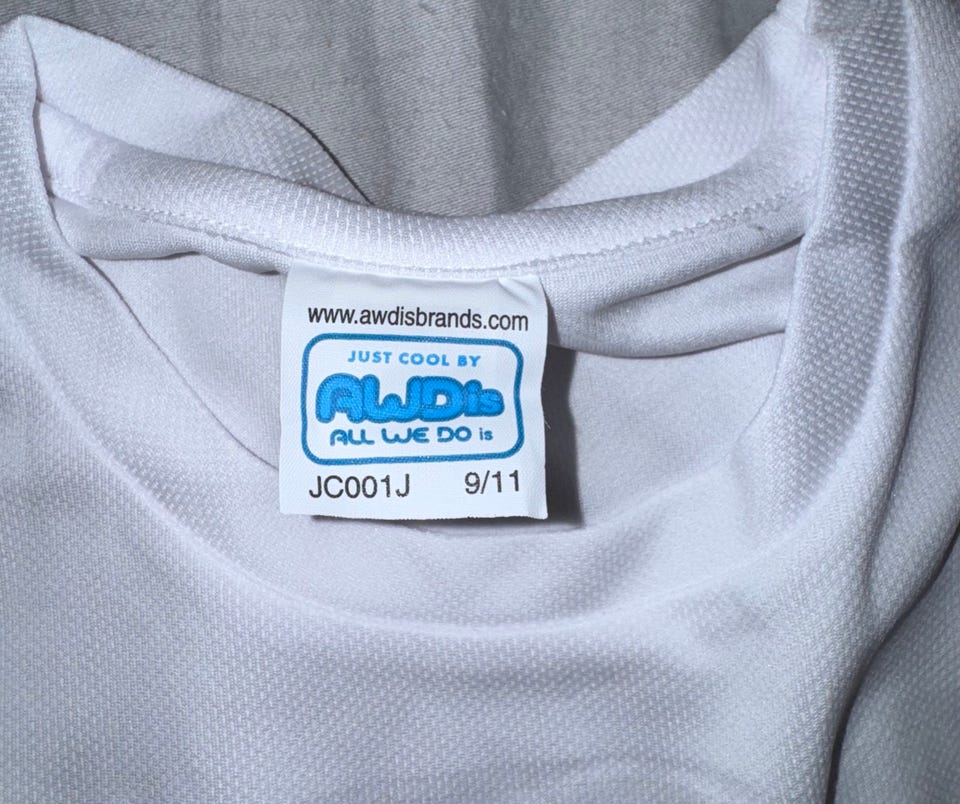 www.awdisbrands.com
JUST COOL BY
AWDis
ALL WE DO is
JC001J 9/11